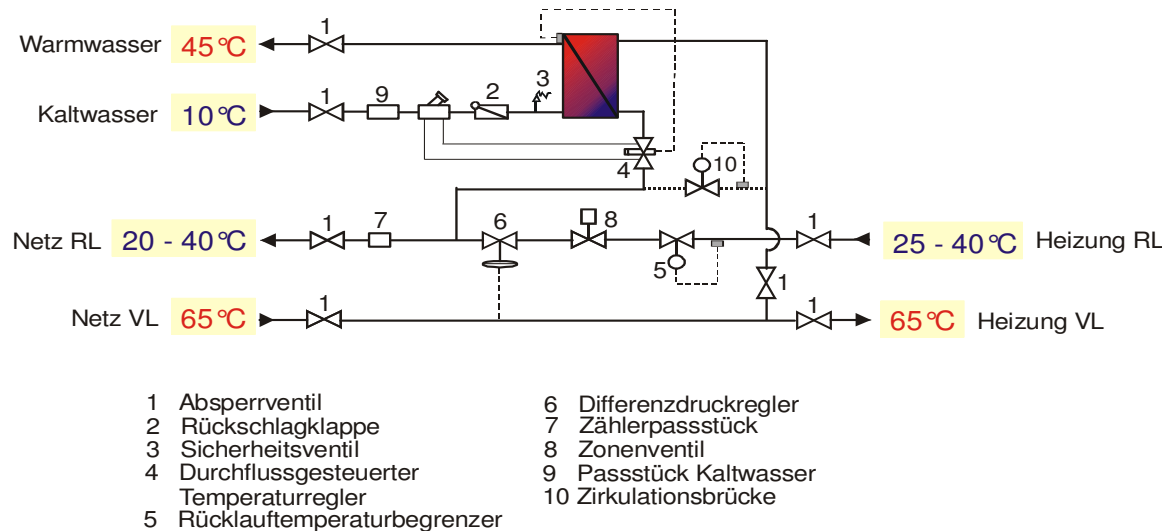 1
Warmwasser 45°C
1 9 2 3
Kaltwasser 10°C
4
10
1 7 6 8 1
Netz RL 20 - 40°C
25 - 40°C Heizung RL
5
1
1 1
Netz VL 65°C
65°C Heizung VL
1 Absperrventil
2 Rückschlagklappe
3 Sicherheitsventil
4 Durchflussgesteuerter
Temperaturregler
5 Rücklauftemperaturbegrenzer
6 Differenzdruckregler
7 Zählerpassstück
8 Zonenventil
9 Passstück Kaltwasser
10 Zirkulationsbrücke